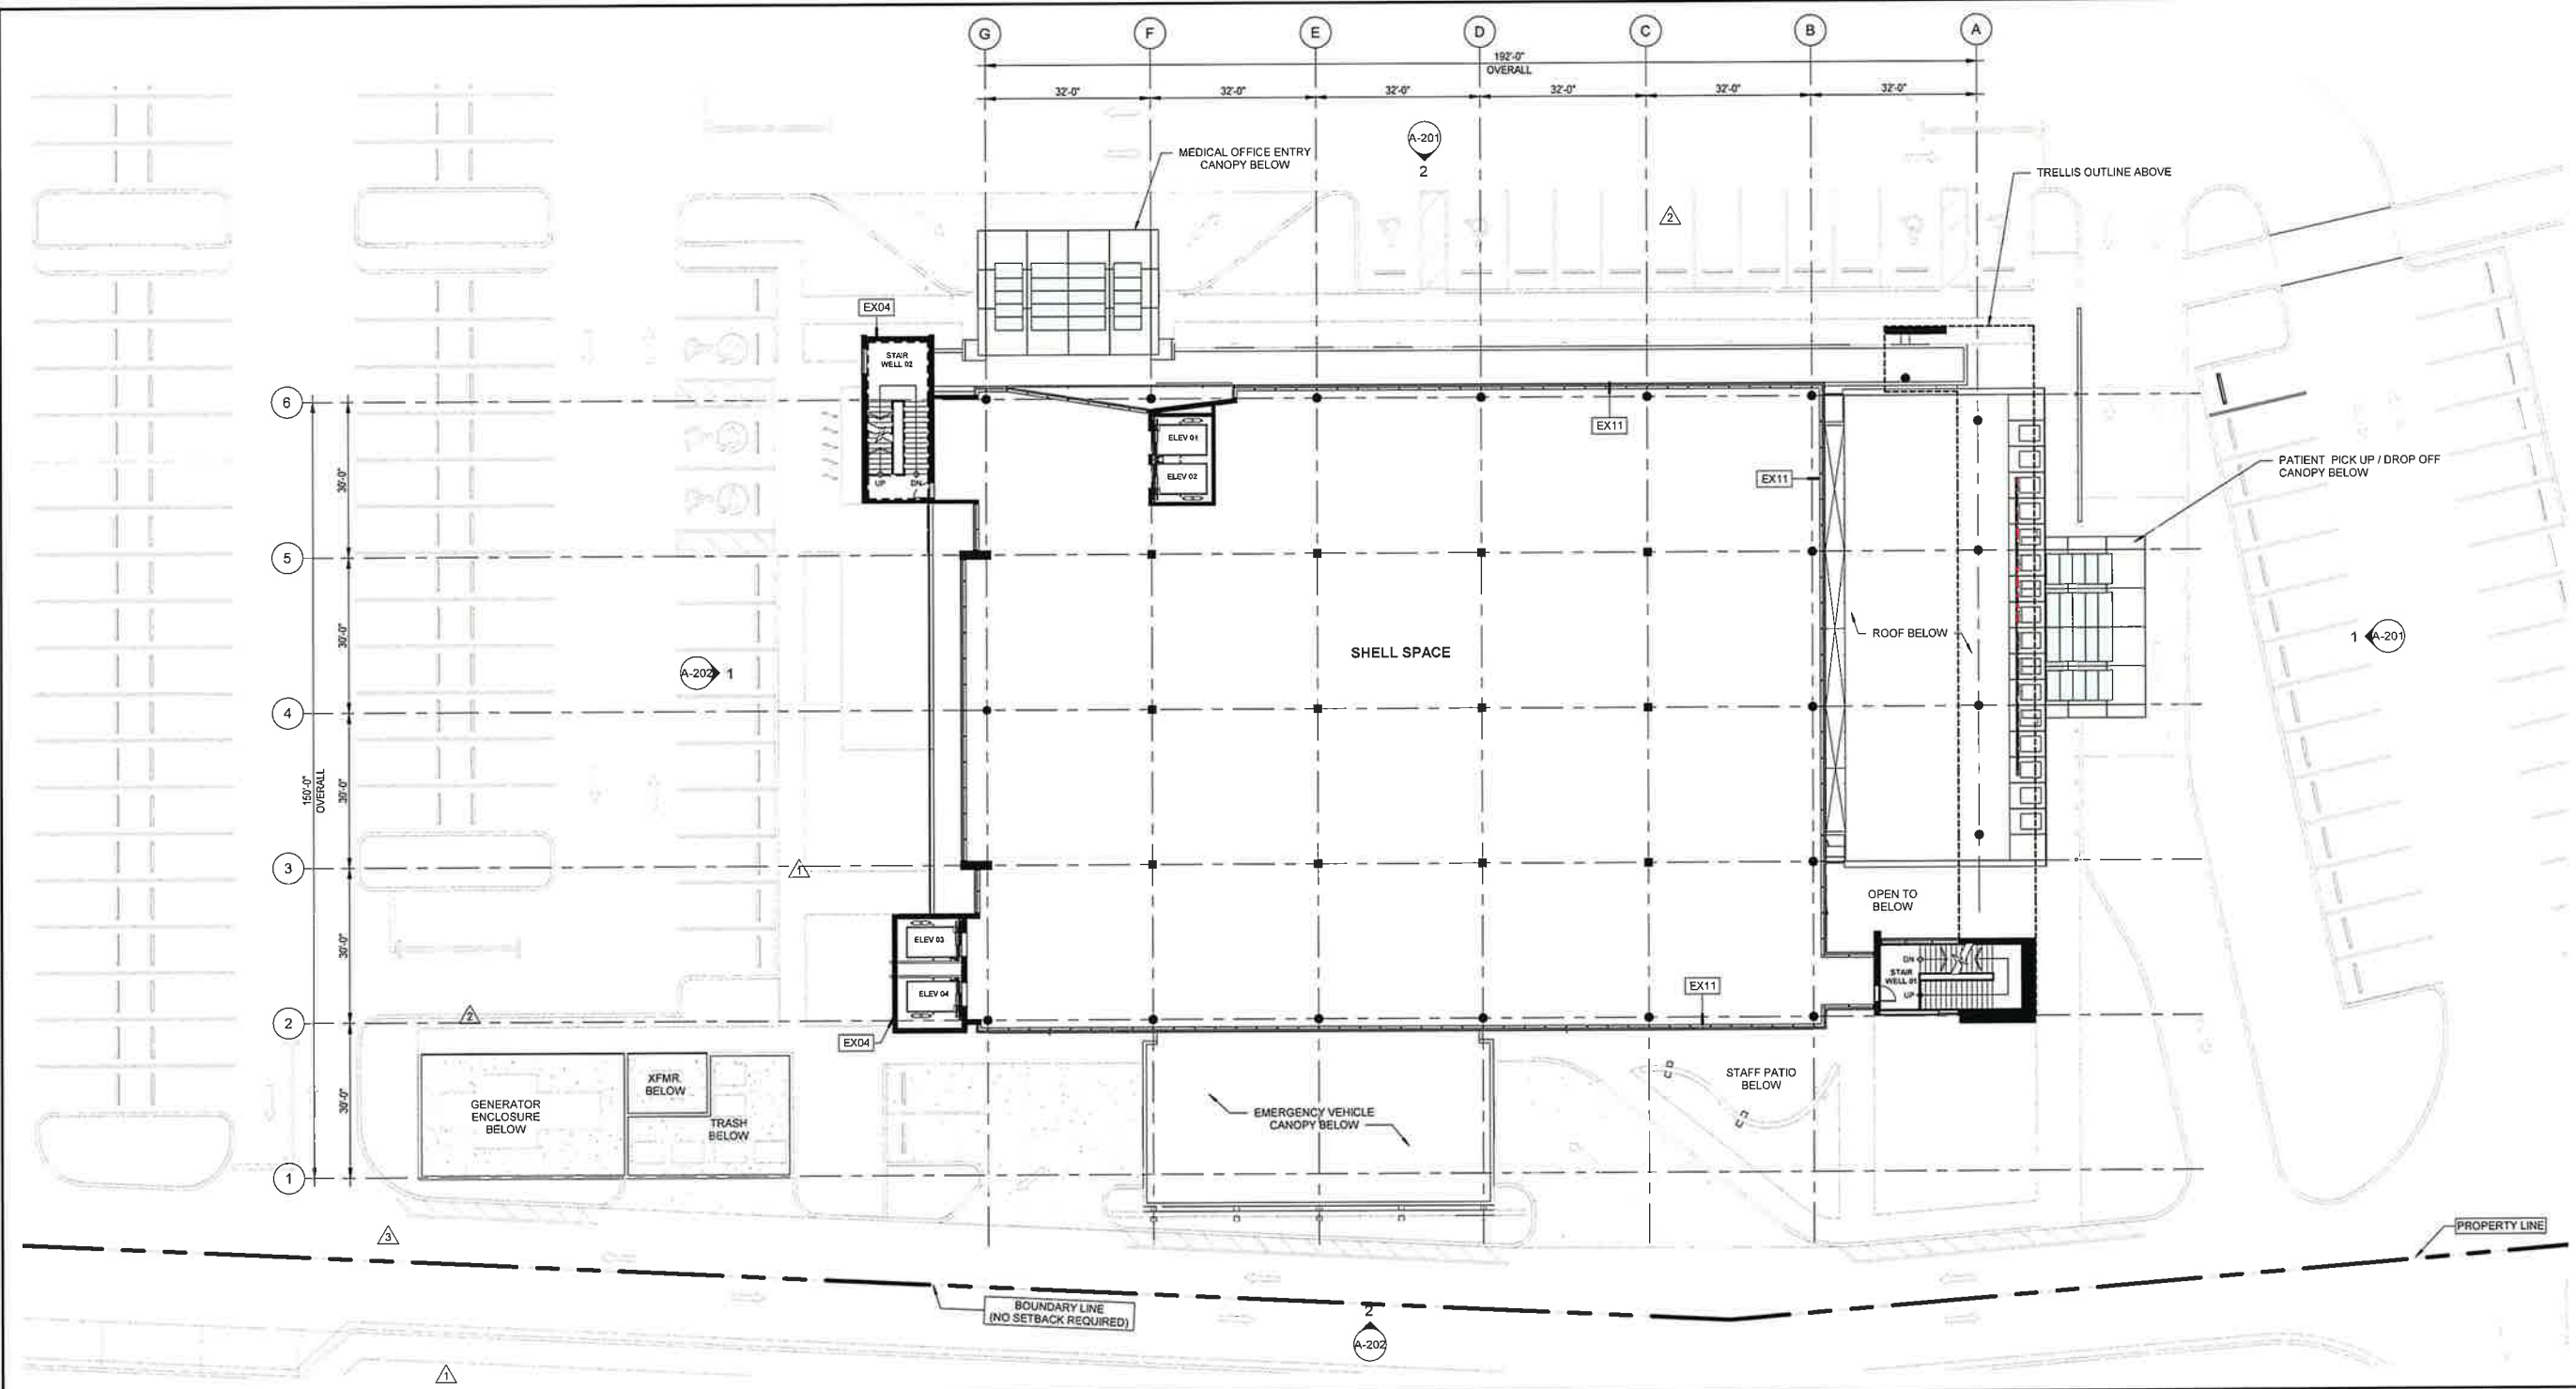 G
F
E
D
C
B
A
192'-0"
OVERALL
32'-0"
32'-0"
32'-0"
32'-0"
32'-0"
32'-0"
MEDICAL OFFICE ENTRY
CANOPY BELOW
A-201
2
TRELLIS OUTLINE ABOVE
2
EX04
STAIR
WELL 02
UP
DN
6
ELEV 01
ELEV 02
EX11
EX11
PATIENT PICK UP / DROP OFF
CANOPY BELOW
30'-0"
5
30'-0"
SHELL SPACE
ROOF BELOW
1
A-201
A-202
1
4
150'-0"
OVERALL
30'-0"
3
1
30'-0"
OPEN TO
BELOW
ELEV 03
ELEV 04
DN
STAIR
WELL 01
UP
EX11
2
2
EX04
30'-0"
GENERATOR
ENCLOSURE
BELOW
XFMR.
BELOW
TRASH
BELOW
EMERGENCY VEHICLE
CANOPY BELOW
STAFF PATIO
BELOW
1
3
PROPERTY LINE
BOUNDARY LINE
(NO SETBACK REQUIRED)
2
A-202
1